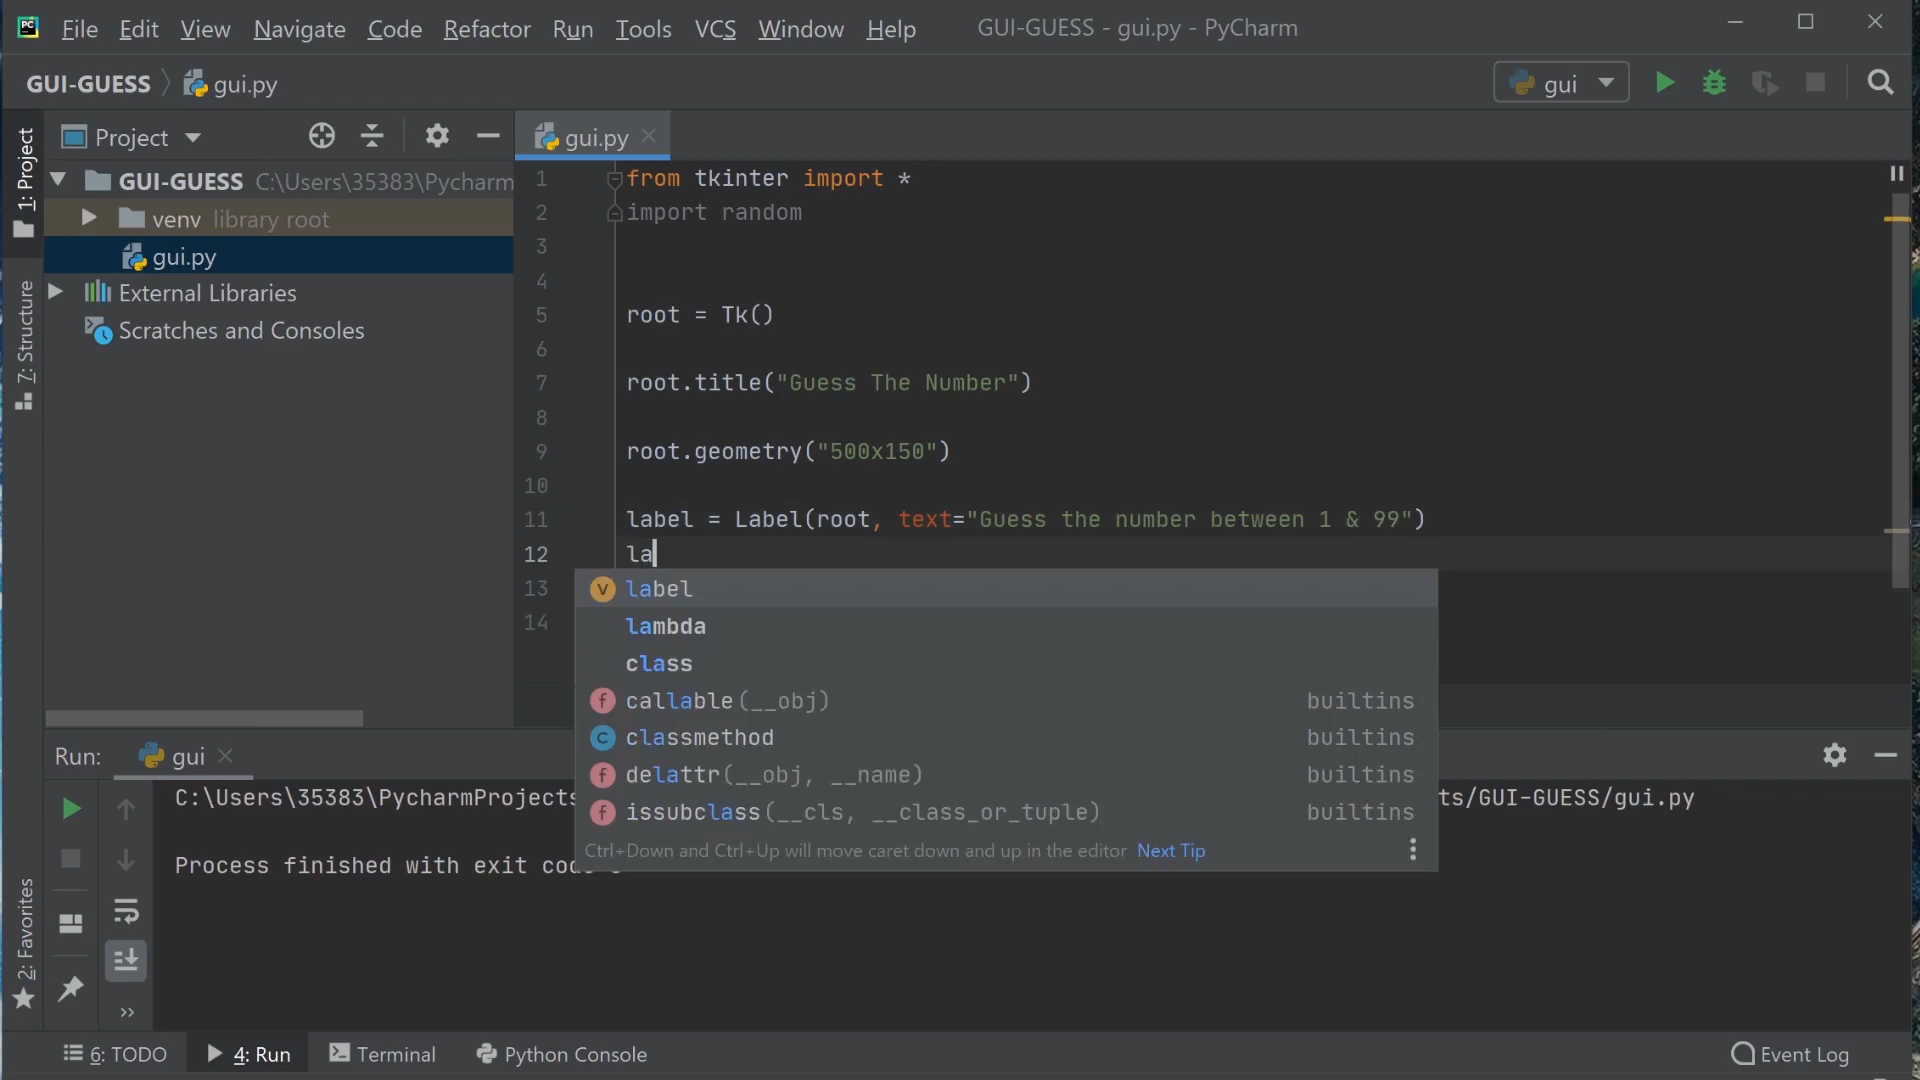 PC File Edit View Navigate Code Refactor Run Tools VCS Window Help GUI-GUESS - gui.py - PyCharm
GUI-GUESS gui.py gui
1: Project
7: Structure
2: Favorites
Project
GUI-GUESS C:\Users\35383\Pycharm
venv library root
gui.py
External Libraries
Scratches and Consoles
gui.py
1 from tkinter import *
2 import random
3
4
5 root = Tk()
6
7 root.title("Guess The Number")
8
9 root.geometry("500x150")
10
11 label = Label(root, text="Guess the number between 1 & 99")
12 la
13
14
V label
lambda
class
f callable(__obj) builtins
C classmethod builtins
f delattr(__obj, __name) builtins
f issubclass(__cls, __class_or_tuple) builtins
Ctrl+Down and Ctrl+Up will move caret down and up in the editor Next Tip
Run: gui
C:\Users\35383\PycharmProjects ts/GUI-GUESS/gui.py
Process finished with exit
6: TODO 4: Run Terminal Python Console Event Log